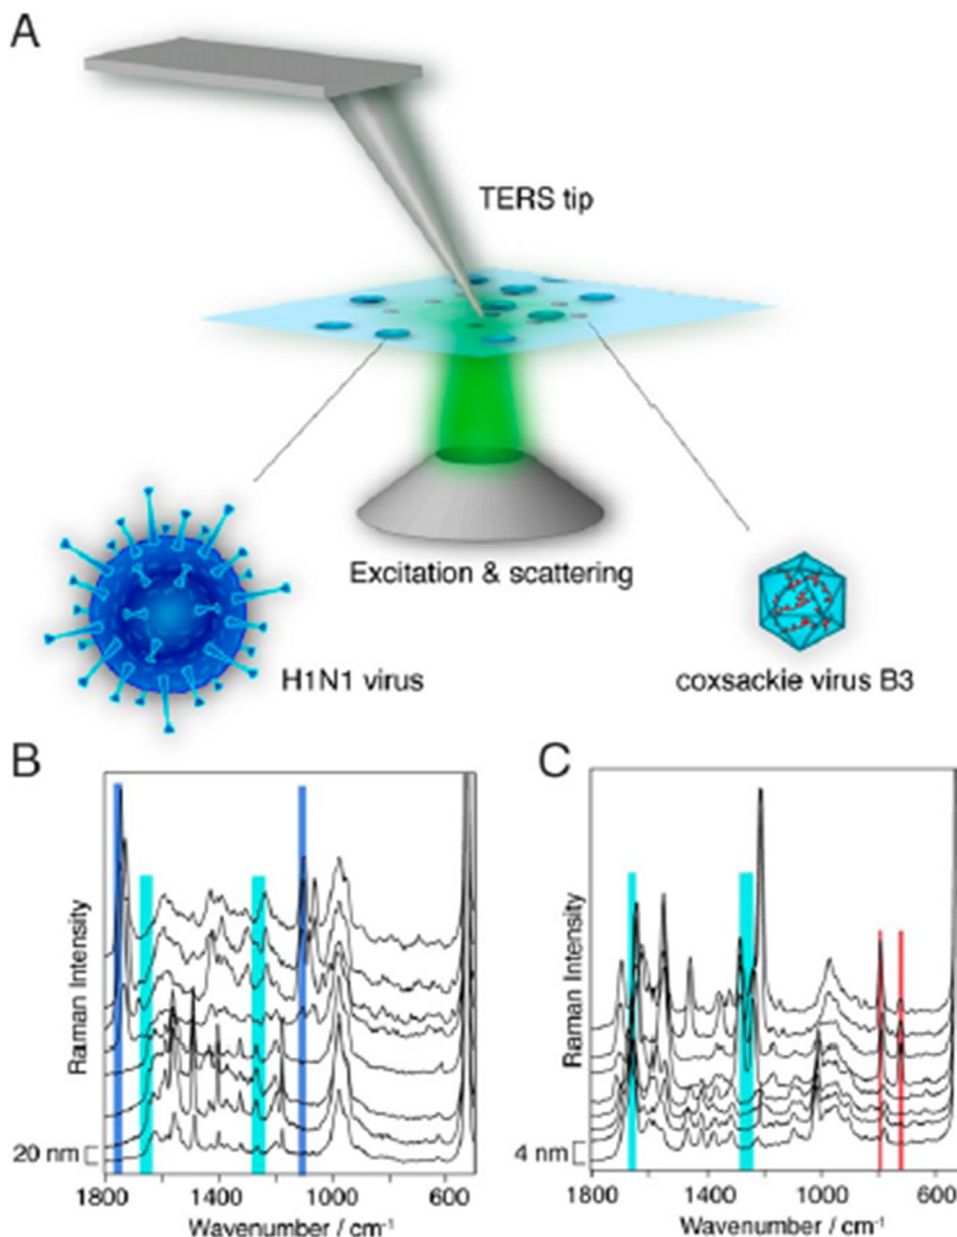 A
TERS tip
Excitation & scattering
H1N1 virus
coxsackie virus B3
B
Raman Intensity
20 nm
1800 1400 1000 600
Wavenumber / cm⁻¹
C
Raman Intensity
4 nm
1800 1400 1000 600
Wavenumber / cm⁻¹